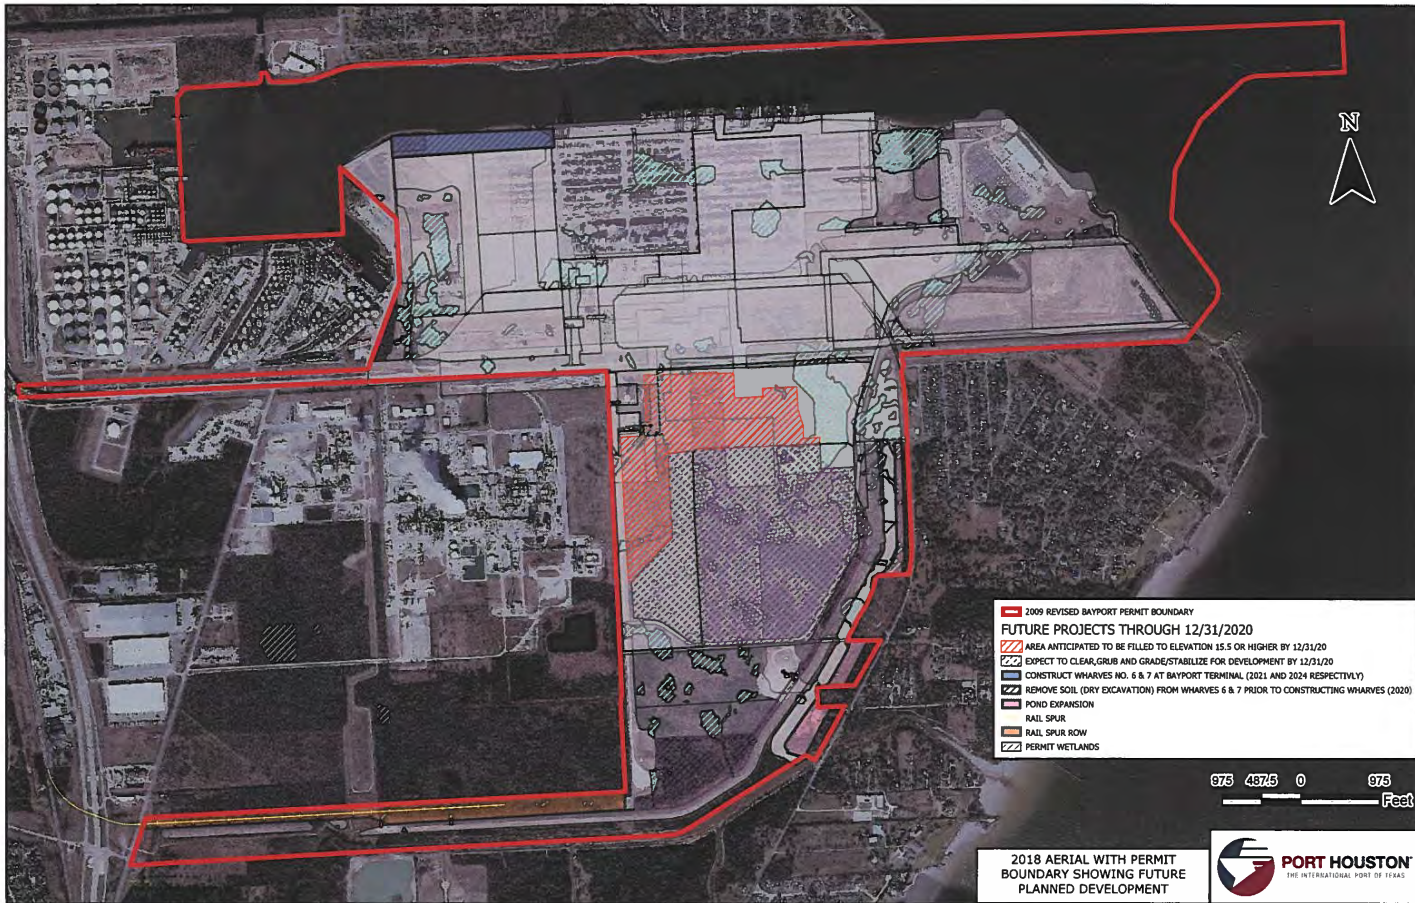 N
2009 REVISED BAYPORT PERMIT BOUNDARY
FUTURE PROJECTS THROUGH 12/31/2020
AREA ANTICIPATED TO BE FILLED TO ELEVATION 15.5 OR HIGHER BY 12/31/20
EXPECT TO CLEAR,GRUB AND GRADE/STABILIZE FOR DEVELOPMENT BY 12/31/20
CONSTRUCT WHARVES NO. 6 & 7 AT BAYPORT TERMINAL (2021 AND 2024 RESPECTIVLY)
REMOVE SOIL (DRY EXCAVATION) FROM WHARVES 6 & 7 PRIOR TO CONSTRUCTING WHARVES (2020)
POND EXPANSION
RAIL SPUR
RAIL SPUR ROW
PERMIT WETLANDS
975 487.5 0 975
Feet
2018 AERIAL WITH PERMIT
BOUNDARY SHOWING FUTURE
PLANNED DEVELOPMENT
PORT HOUSTON
THE INTERNATIONAL PORT OF TEXAS